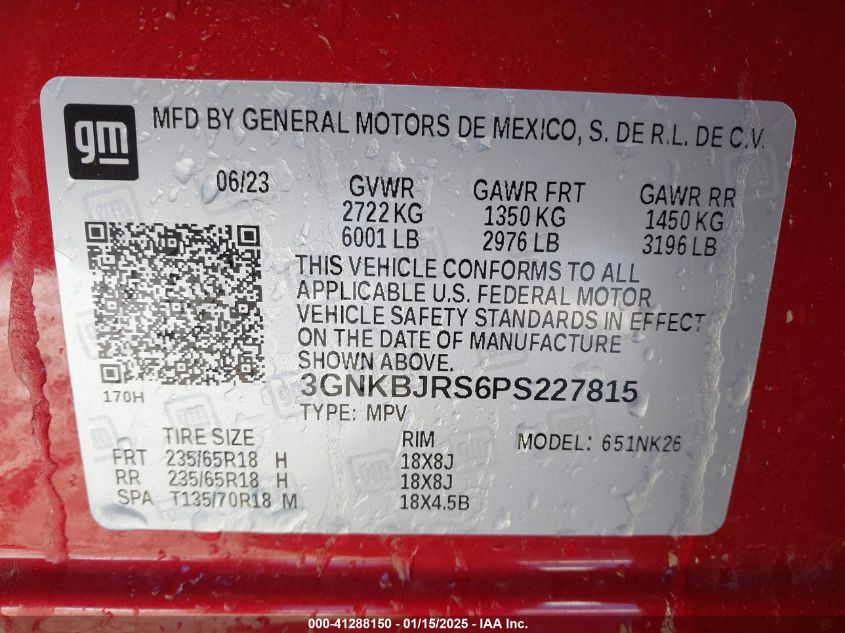 gm
MFD BY GENERAL MOTORS DE MEXICO, S. DE R.L. DE C.V.
06/23 GVWR GAWR FRT GAWR RR
2722 KG 1350 KG 1450 KG
6001 LB 2976 LB 3196 LB
THIS VEHICLE CONFORMS TO ALL
APPLICABLE U.S. FEDERAL MOTOR
VEHICLE SAFETY STANDARDS IN EFFECT
ON THE DATE OF MANUFACTURE
SHOWN ABOVE.
170H 3GNKBJRS6PS227815
TYPE: MPV
TIRE SIZE RIM MODEL: 651NK26
FRT 235/65R18 H 18X8J
RR 235/65R18 H 18X8J
SPA T135/70R18 M 18X4.5B
000-41288150 - 01/15/2025 - IAA Inc.